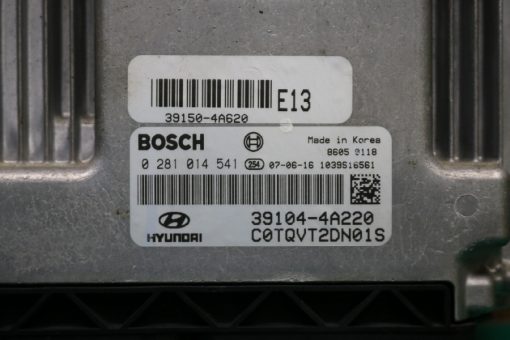 E13
39150-4A620
BOSCH
Made in Korea
8605 9118
0 281 014 541 254 07-06-16 1039S16561
39104-4A220
HYUNDAI
C0TQVT2DN01S